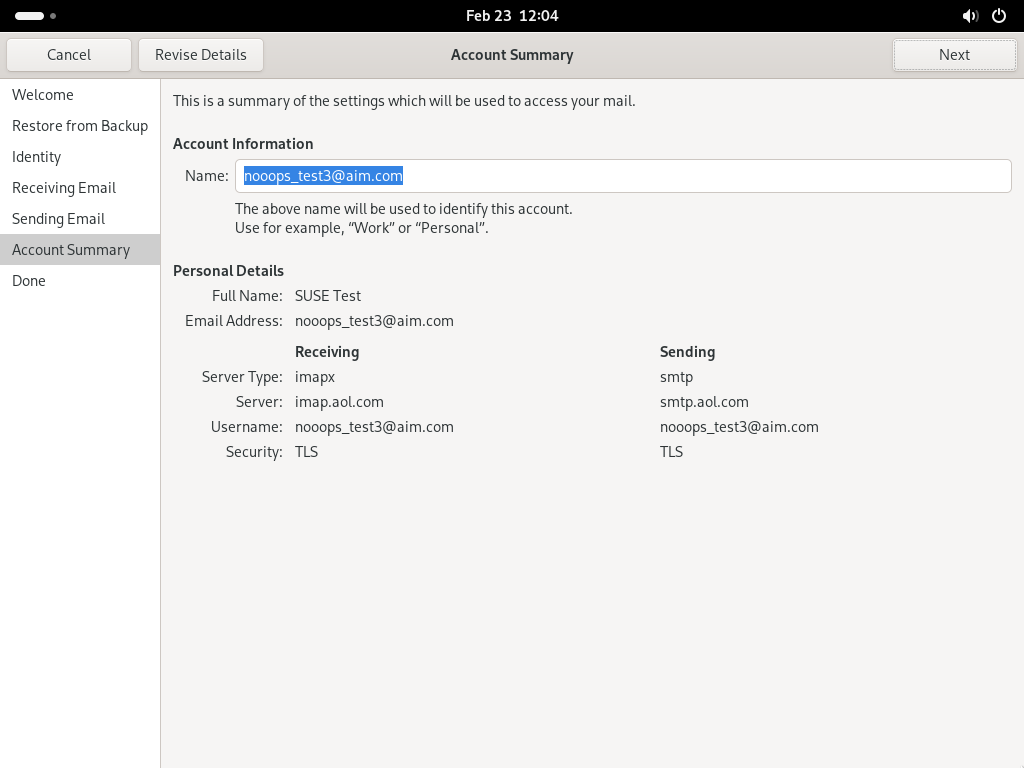 Feb 23 12:04
Cancel
Revise Details
Account Summary
Next
Welcome
Restore from Backup
Identity
Receiving Email
Sending Email
Account Summary
Done
This is a summary of the settings which will be used to access your mail.
Account Information
Name: nooops_test3@aim.com
The above name will be used to identify this account.
Use for example, “Work” or “Personal”.
Personal Details
Full Name: SUSE Test
Email Address: nooops_test3@aim.com
Receiving Sending
Server Type: imapx smtp
Server: imap.aol.com smtp.aol.com
Username: nooops_test3@aim.com nooops_test3@aim.com
Security: TLS TLS